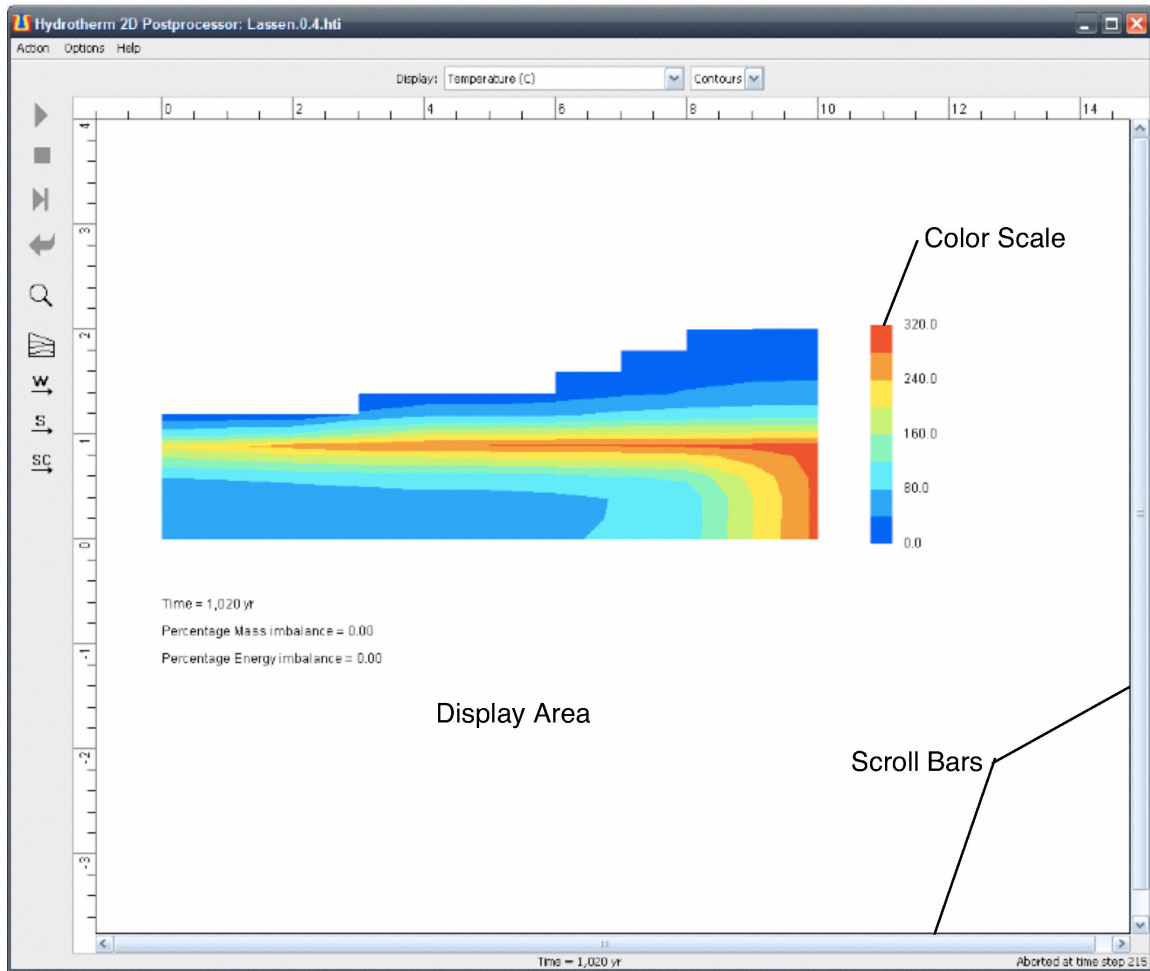 Hydrotherm 2D Postprocessor: Lassen.0.4.hti
Action Options Help
Display: Temperature (C) Contours
0 2 4 6 8 10 12 14
4
3
2
1
0
-1
-2
-3
W
S
SC
Color Scale
320.0
240.0
160.0
80.0
0.0
Time = 1,020 yr
Percentage Mass imbalance = 0.00
Percentage Energy imbalance = 0.00
Display Area
Scroll Bars
Time = 1,020 yr Aborted at time step 215